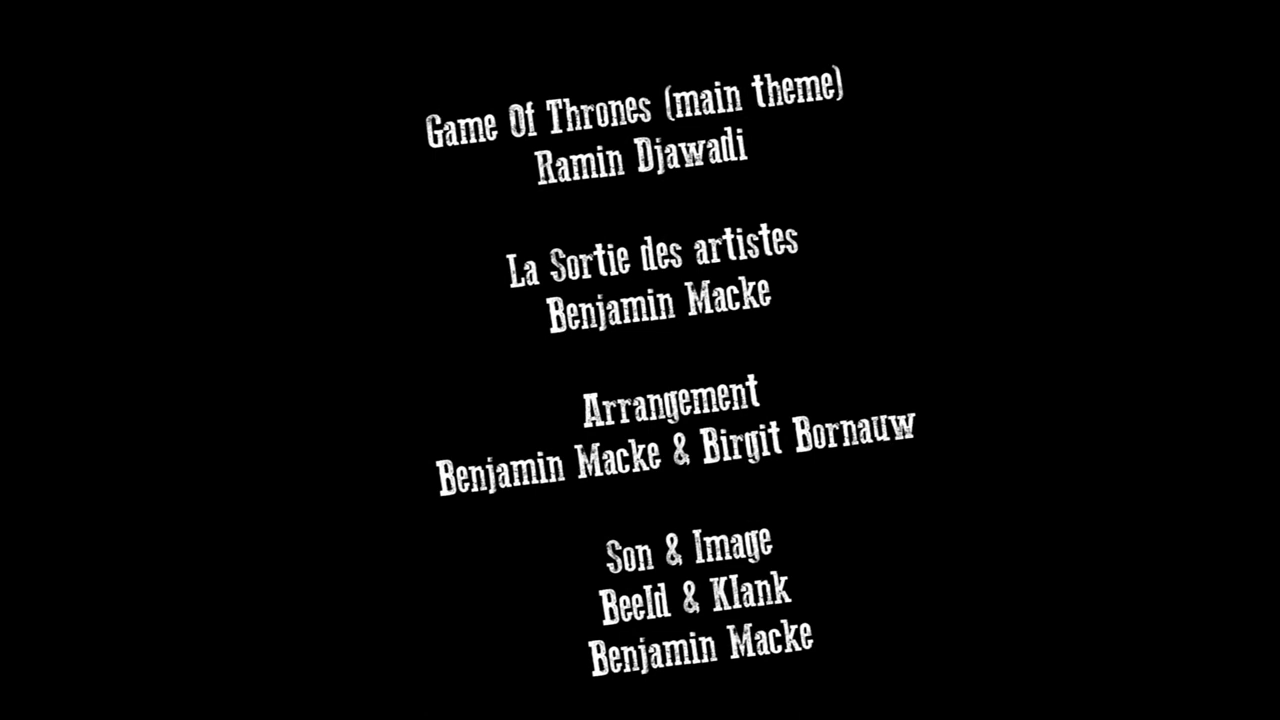 Game Of Thrones (main theme)
Ramin Djawadi
La Sortie des artistes
Benjamin Macke
Arrangement
Benjamin Macke & Birgit Bornauw
Son & Image
Beeld & Klank
Benjamin Macke